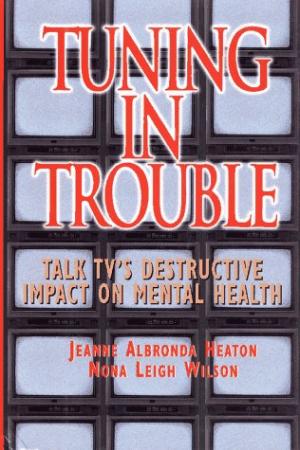 TUNING
IN
TROUBLE
TALK TV'S DESTRUCTIVE
IMPACT ON MENTAL HEALTH
JEANNE ALBRONDA HEATON
NONA LEIGH WILSON